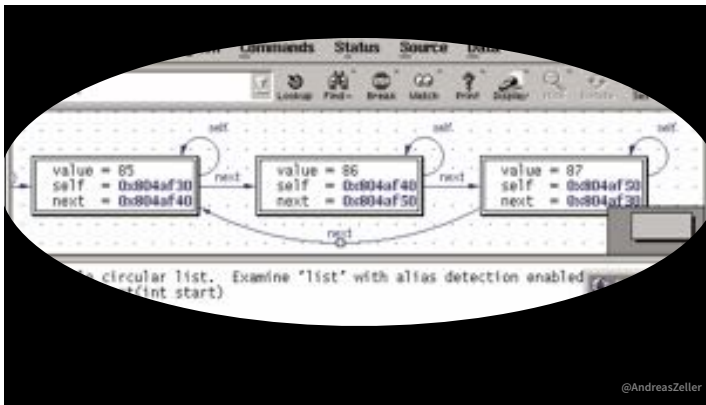 Commands Status Source
Lookup Find» Break Watch Print Display
self self self
value = 85 value = 86 value = 87
self = 0x804af30 self = 0x804af40 self = 0x804af50
next = 0x804af40 next = 0x804af50 next = 0x804af30
next next
next
circular list. Examine "list" with alias detection enabled
(int start)
@AndreasZeller